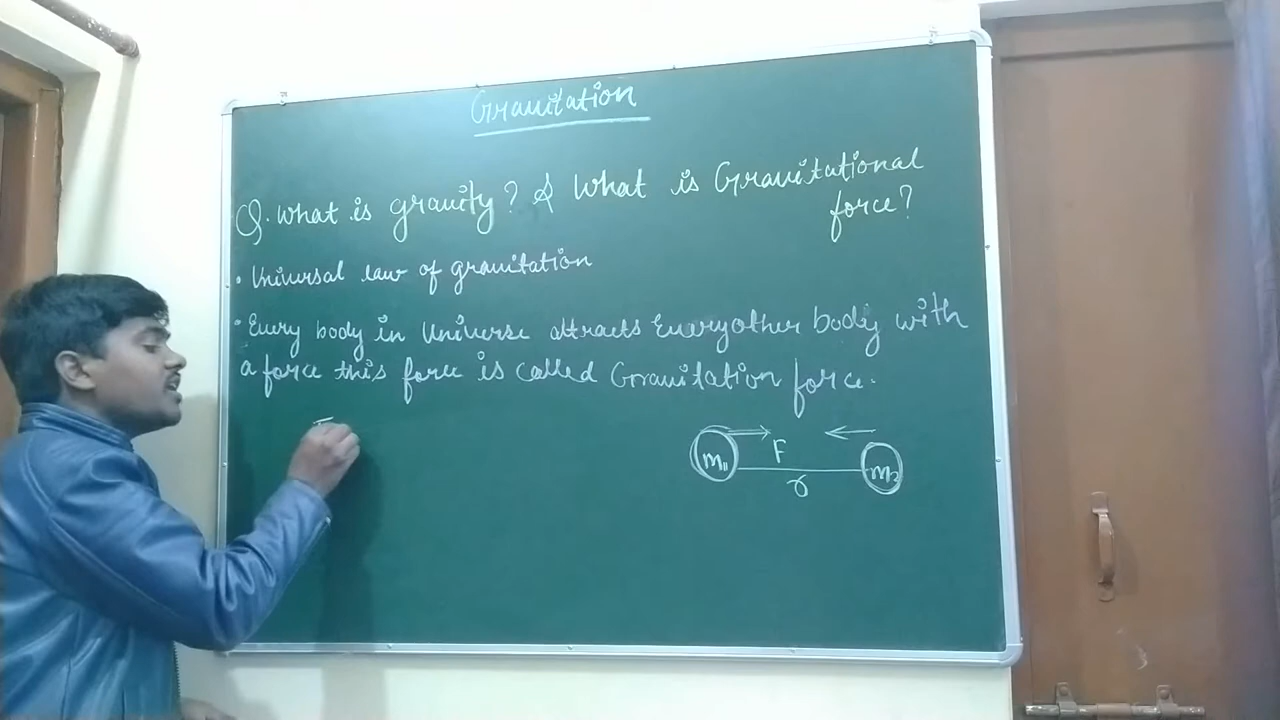 Gravitation
Q. What is gravity? & What is Gravitational
force?
• Universal law of gravitation
• Every body in Universe attracts Everyother body with
a force this force is called Gravitation force.
F
m₁ m₂
r